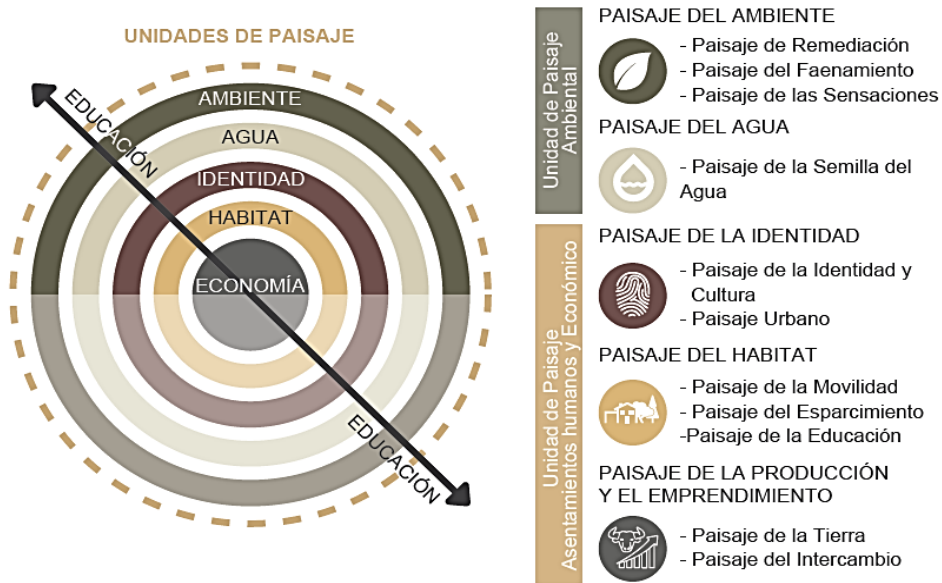 UNIDADES DE PAISAJE
EDUCACIÓN
AMBIENTE
AGUA
IDENTIDAD
HABITAT
ECONOMÍA
EDUCACIÓN
Unidad de Paisaje
Ambiental
PAISAJE DEL AMBIENTE
- Paisaje de Remediación
- Paisaje del Faenamiento
- Paisaje de las Sensaciones
PAISAJE DEL AGUA
- Paisaje de la Semilla del
Agua
Unidad de Paisaje
Asentamientos humanos y Económico
PAISAJE DE LA IDENTIDAD
- Paisaje de la Identidad y
Cultura
- Paisaje Urbano
PAISAJE DEL HABITAT
- Paisaje de la Movilidad
- Paisaje del Esparcimiento
-Paisaje de la Educación
PAISAJE DE LA PRODUCCIÓN
Y EL EMPRENDIMIENTO
- Paisaje de la Tierra
- Paisaje del Intercambio